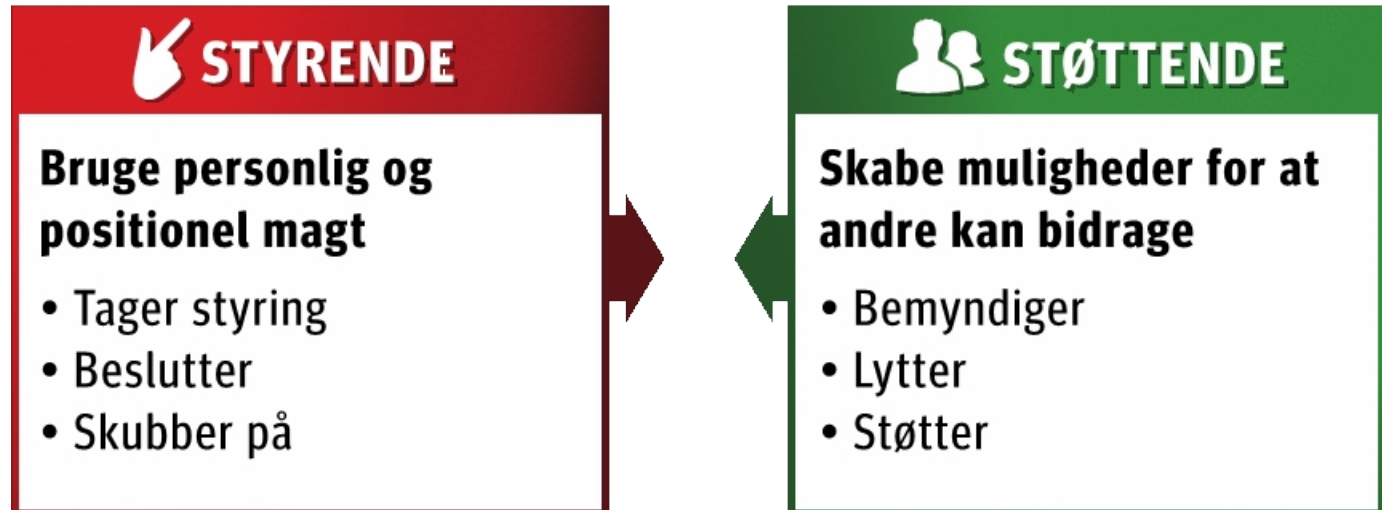 STYRENDE
Bruge personlig og
positionel magt
• Tager styring
• Beslutter
• Skubber på
STØTTENDE
Skabe muligheder for at
andre kan bidrage
• Bemyndiger
• Lytter
• Støtter